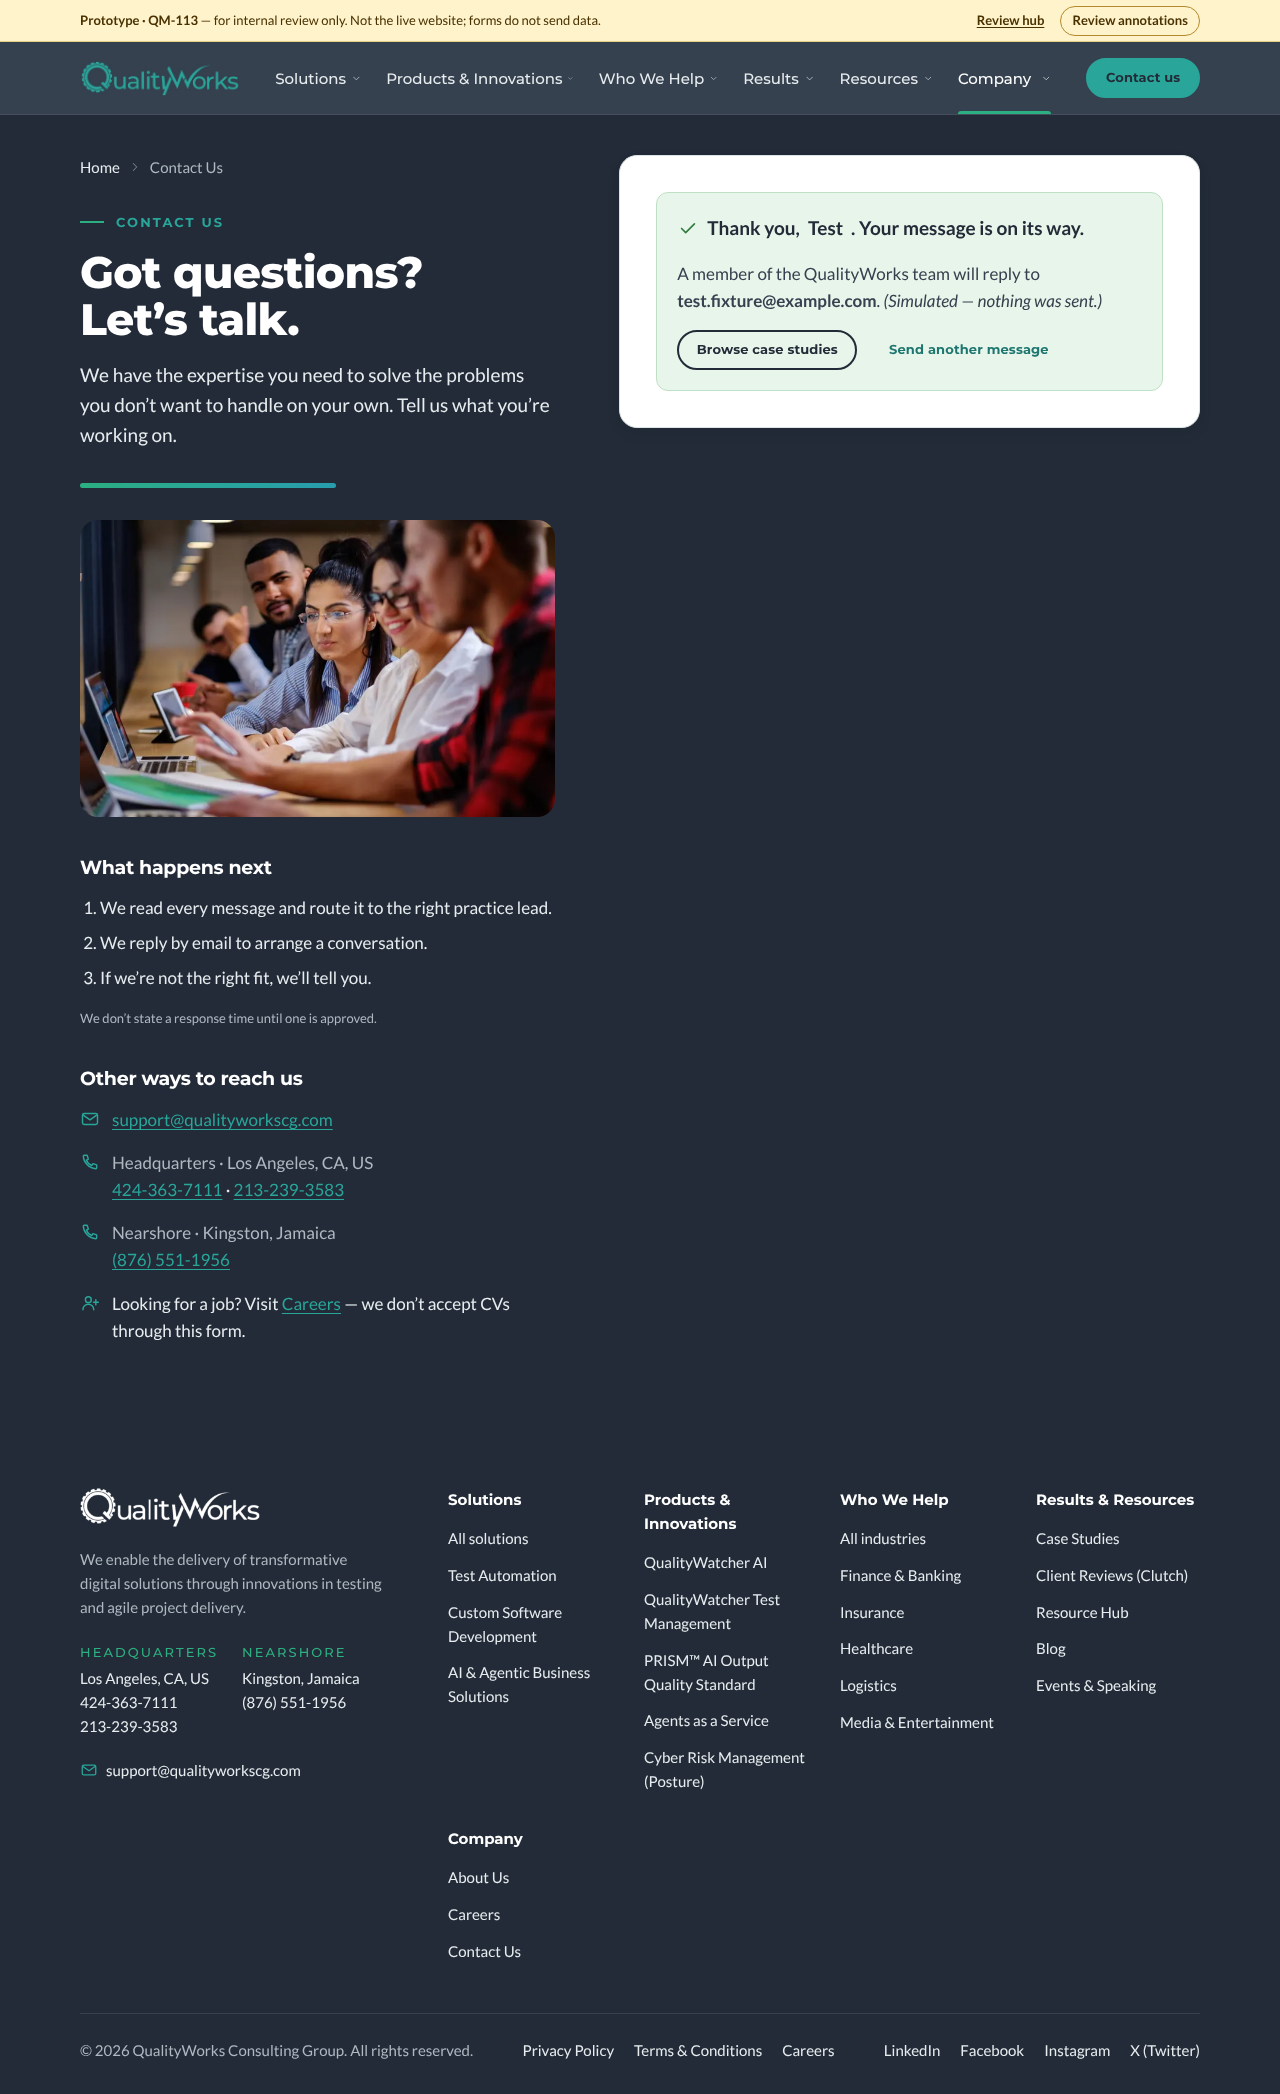 Prototype · QM-113 — for internal review only. Not the live website; forms do not send data.
Review hub
Review annotations
QualityWorks
Solutions
Products & Innovations
Who We Help
Results
Resources
Company
Contact us
Home
Contact Us
CONTACT US
Got questions?
Let’s talk.
We have the expertise you need to solve the problems
you don’t want to handle on your own. Tell us what you’re
working on.
Thank you, Test . Your message is on its way.
A member of the QualityWorks team will reply to
test.fixture@example.com. (Simulated — nothing was sent.)
Browse case studies
Send another message
What happens next
1. We read every message and route it to the right practice lead.
2. We reply by email to arrange a conversation.
3. If we’re not the right fit, we’ll tell you.
We don’t state a response time until one is approved.
Other ways to reach us
support@qualityworkscg.com
Headquarters · Los Angeles, CA, US
424-363-7111 · 213-239-3583
Nearshore · Kingston, Jamaica
(876) 551-1956
Looking for a job? Visit Careers — we don’t accept CVs
through this form.
QualityWorks
We enable the delivery of transformative
digital solutions through innovations in testing
and agile project delivery.
HEADQUARTERS
Los Angeles, CA, US
424-363-7111
213-239-3583
NEARSHORE
Kingston, Jamaica
(876) 551-1956
support@qualityworkscg.com
Solutions
All solutions
Test Automation
Custom Software
Development
AI & Agentic Business
Solutions
Products &
Innovations
QualityWatcher AI
QualityWatcher Test
Management
PRISM™ AI Output
Quality Standard
Agents as a Service
Cyber Risk Management
(Posture)
Who We Help
All industries
Finance & Banking
Insurance
Healthcare
Logistics
Media & Entertainment
Results & Resources
Case Studies
Client Reviews (Clutch)
Resource Hub
Blog
Events & Speaking
Company
About Us
Careers
Contact Us
© 2026 QualityWorks Consulting Group. All rights reserved.
Privacy Policy
Terms & Conditions
Careers
LinkedIn
Facebook
Instagram
X (Twitter)